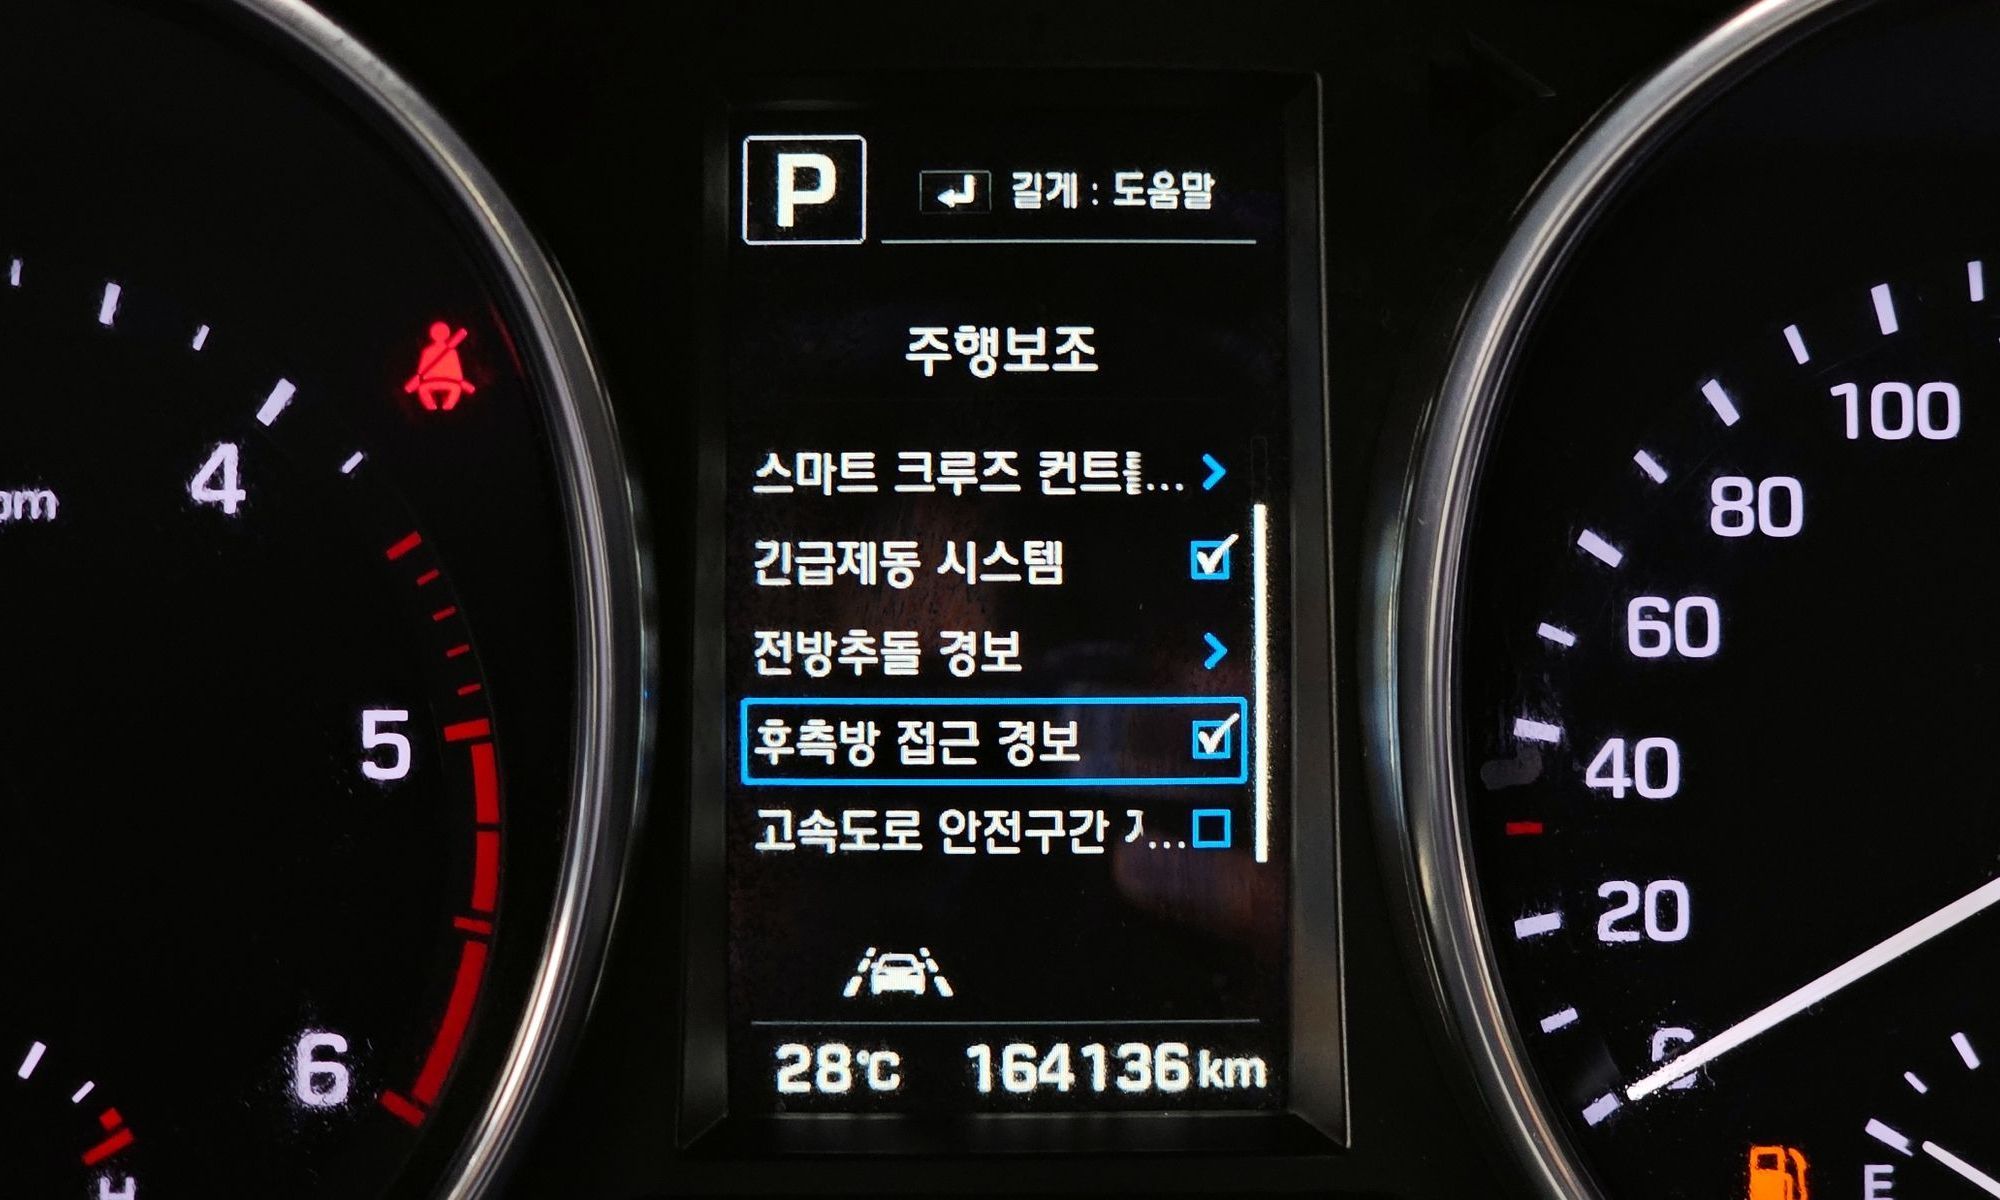 P
길게 : 도움말
주행보조
스마트 크루즈 컨트롤...
긴급제동 시스템
전방추돌 경보
후측방 접근 경보
고속도로 안전구간 ...
28°C 164136 km
4
5
6
H
100
80
60
40
20
0
E